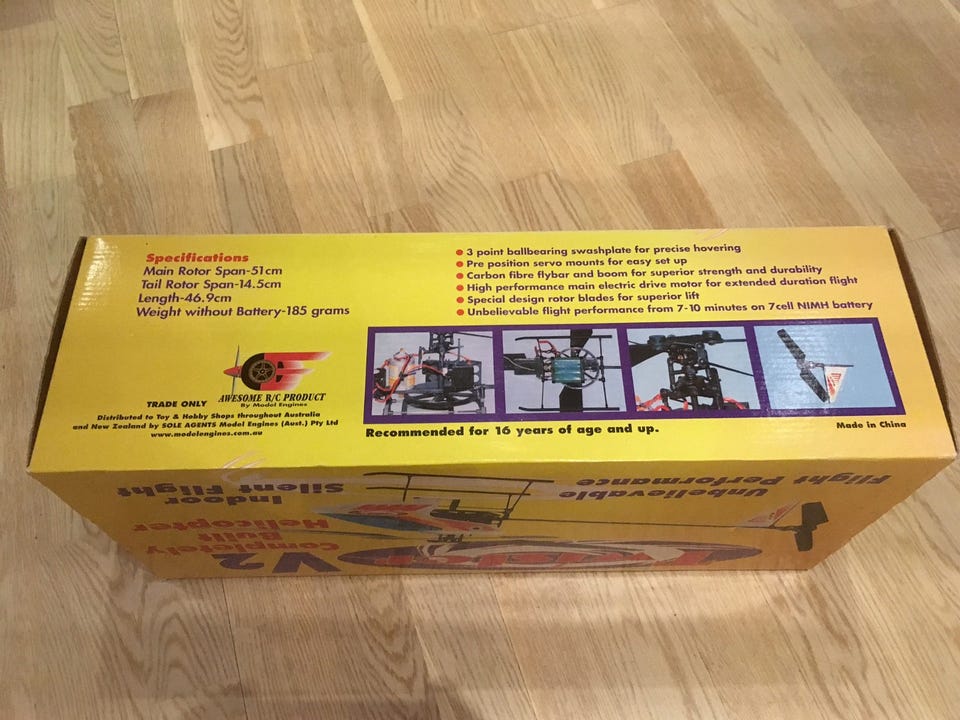 Specifications
Main Rotor Span-51cm
Tail Rotor Span-14.5cm
Length-46.9cm
Weight without Battery-185 grams
3 point ballbearing swashplate for precise hovering
Pre position servo mounts for easy set up
Carbon fibre flybar and boom for superior strength and durability
High performance main electric drive motor for extended duration flight
Special design rotor blades for superior lift
Unbelievable flight performance from 7-10 minutes on 7cell NIMH battery
AWESOME R/C PRODUCT
By Model Engines
TRADE ONLY
Distributed to Toy & Hobby Shops throughout Australia
and New Zealand by SOLE AGENTS Model Engines (Aust.) Pty Ltd
www.modelengines.com.au
Recommended for 16 years of age and up.
Made in China
V2
Completely
Built
Helicopter
Indoor
Silent Flight
Unbelievable
Flight Performance